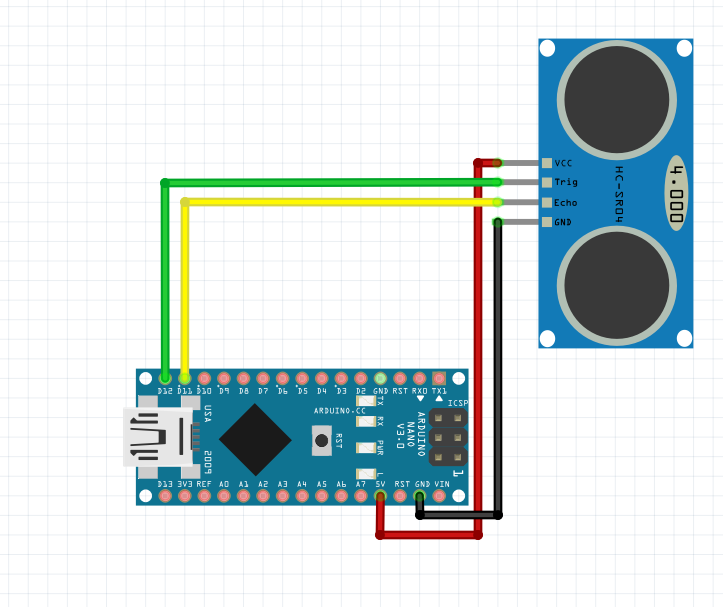 VCC
Trig
Echo
GND
HC-SR04
4.000
D12 D11 D10 D9 D8 D7 D6 D5 D4 D3 D2 GND RST RX0 TX1
ICSP
TX
RX
PWR
L
ARDUINO.CC
RST
ARDUINO
NANO
V3.0
USA
2009
1
D13 3V3 REF A0 A1 A2 A3 A4 A5 A6 A7 5V RST GND VIN